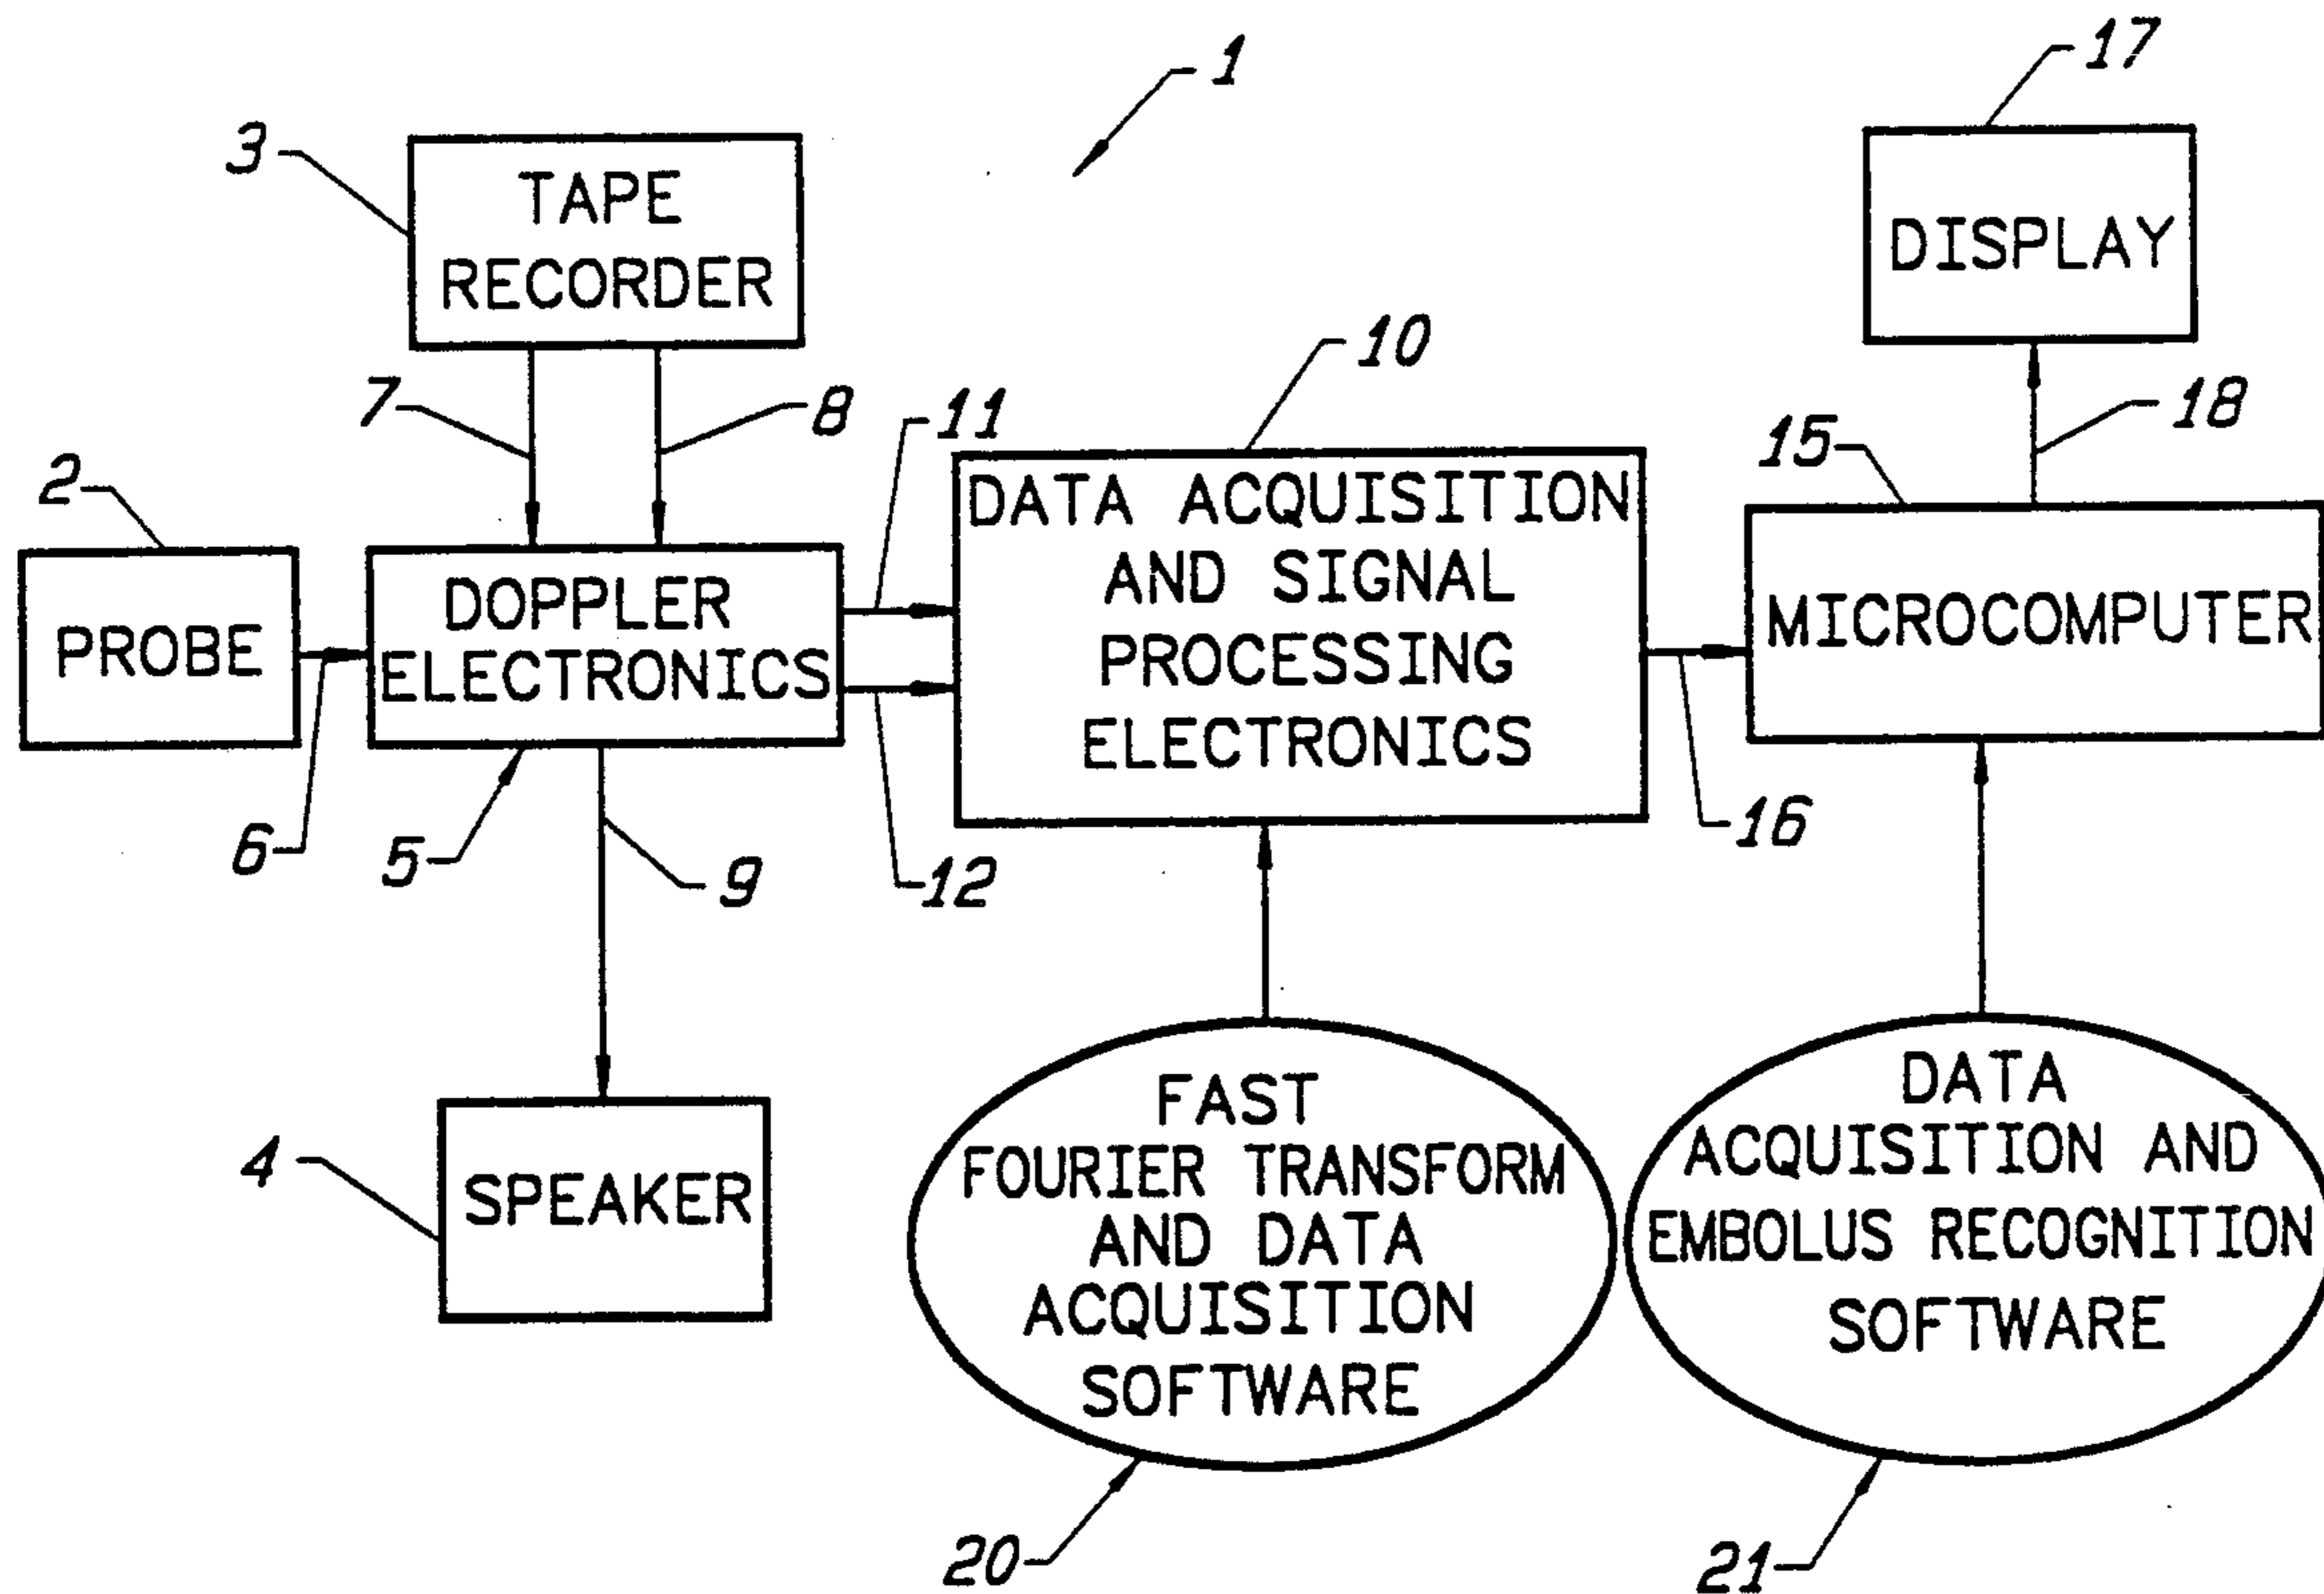 1
17
3
TAPE
RECORDER
DISPLAY
10
7
8
11
18
15
2
DATA ACQUISITION
AND SIGNAL
PROCESSING
ELECTRONICS
PROBE
DOPPLER
ELECTRONICS
MICROCOMPUTER
6
5
9
12
16
4
SPEAKER
FAST
FOURIER TRANSFORM
AND DATA
ACQUISITION
SOFTWARE
DATA
ACQUISITION AND
EMBOLUS RECOGNITION
SOFTWARE
20
21